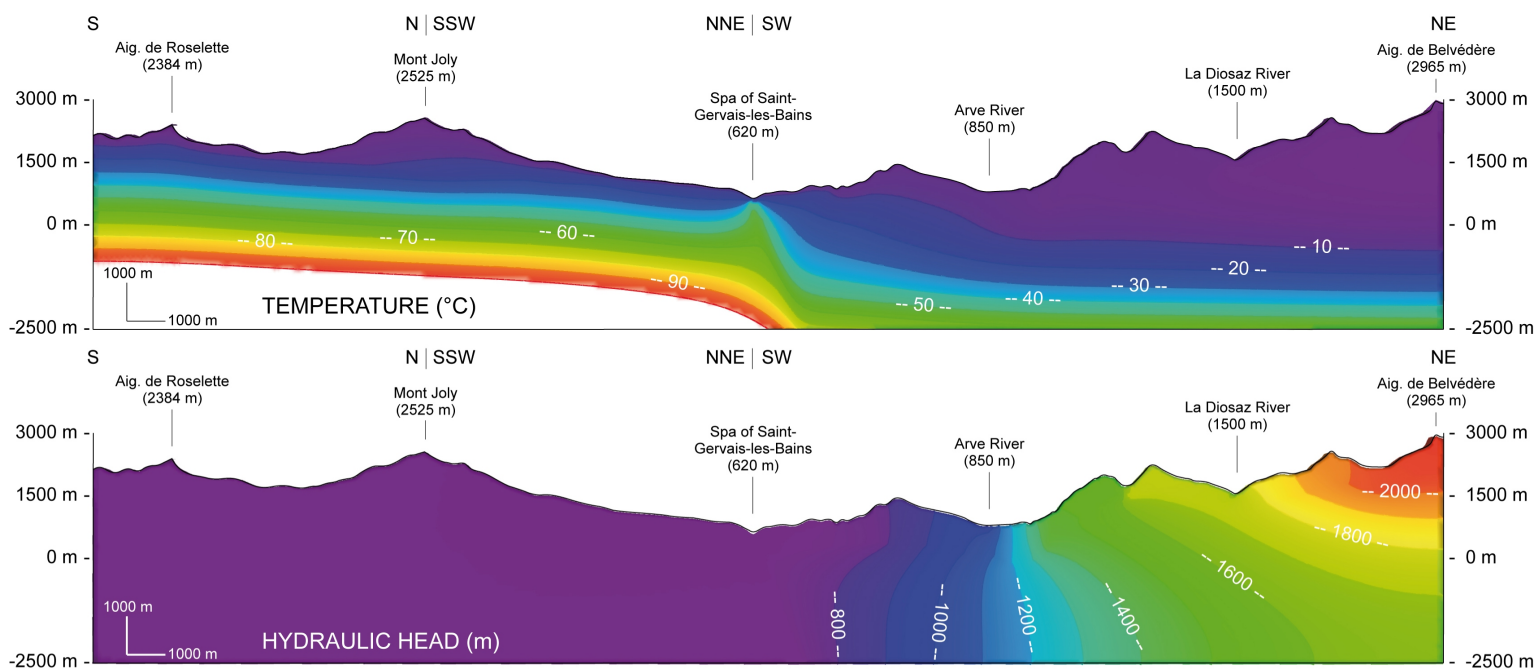 S
N | SSW
NNE | SW
NE
Aig. de Roselette
(2384 m)
Mont Joly
(2525 m)
Spa of Saint-
Gervais-les-Bains
(620 m)
Arve River
(850 m)
La Diosaz River
(1500 m)
Aig. de Belvédère
(2965 m)
3000 m
3000 m
1500 m
1500 m
0 m
0 m
-- 80 --
-- 70 --
-- 60 --
-- 10 --
-- 20 --
-- 90 --
-- 30 --
-- 40 --
-- 50 --
1000 m
1000 m
TEMPERATURE (°C)
-2500 m
-2500 m
S
N | SSW
NNE | SW
NE
Aig. de Roselette
(2384 m)
Mont Joly
(2525 m)
Spa of Saint-
Gervais-les-Bains
(620 m)
Arve River
(850 m)
La Diosaz River
(1500 m)
Aig. de Belvédère
(2965 m)
3000 m
3000 m
1500 m
1500 m
0 m
0 m
-- 2000 --
-- 1800 --
-- 1600 --
-- 800 --
-- 1000 --
-- 1200 --
-- 1400 --
1000 m
1000 m
HYDRAULIC HEAD (m)
-2500 m
-2500 m